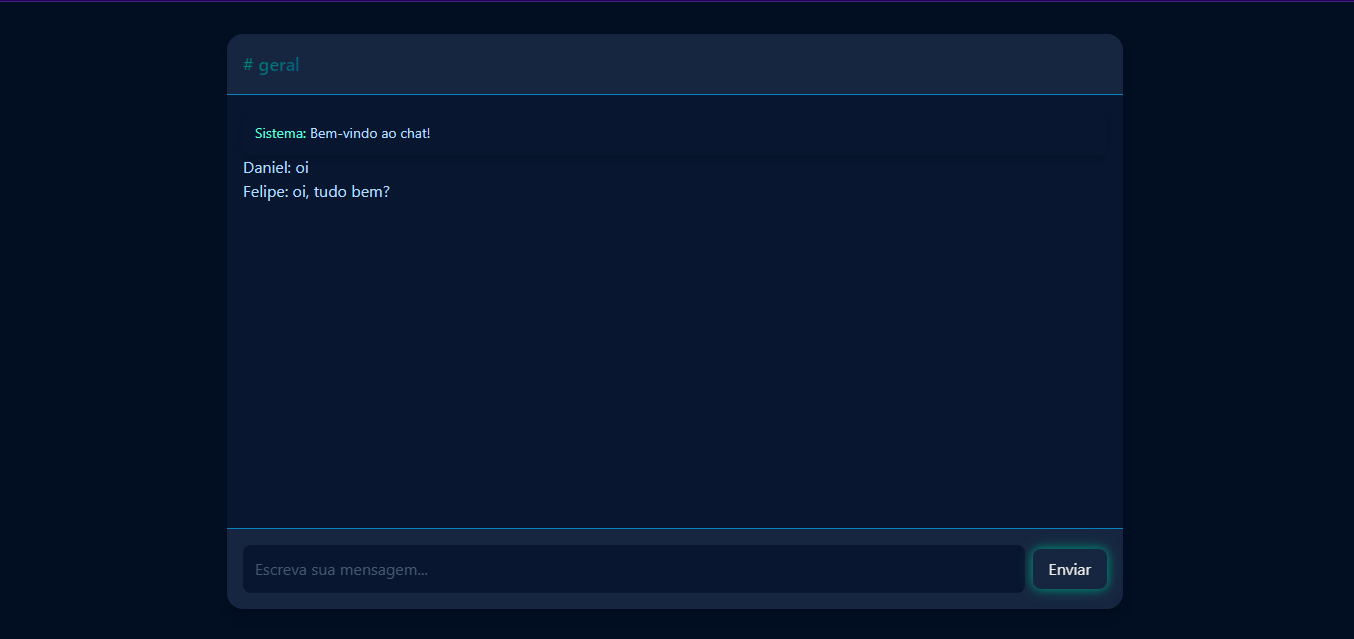 # geral
Sistema: Bem-vindo ao chat!
Daniel: oi
Felipe: oi, tudo bem?
Escreva sua mensagem...
Enviar